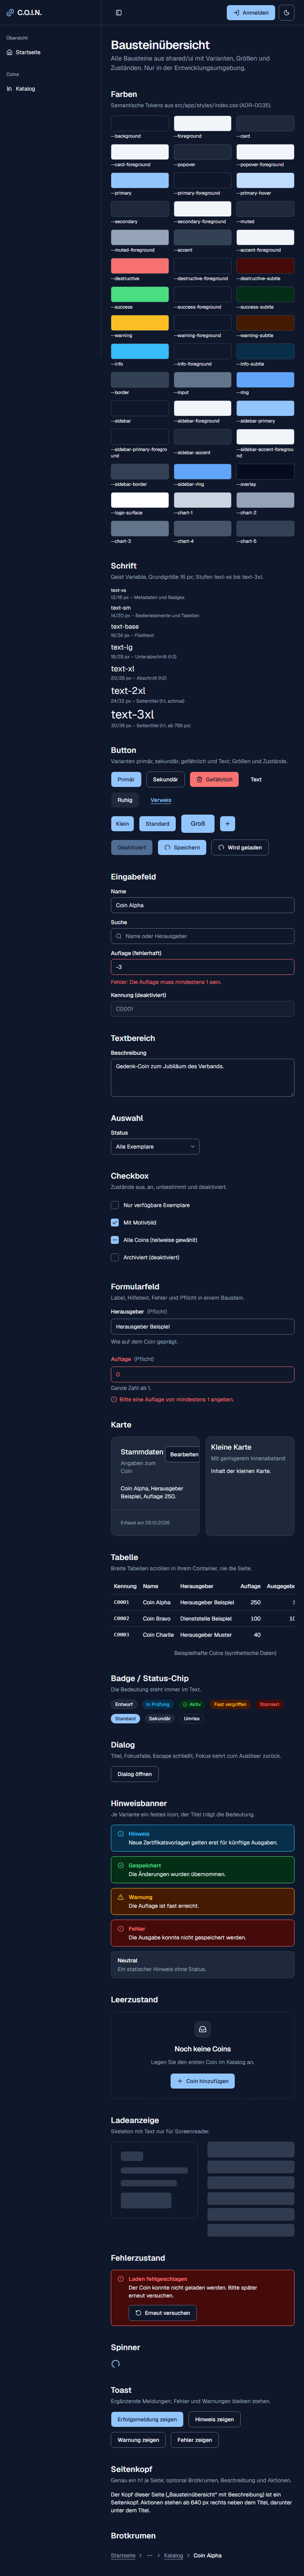 C.O.I.N.
Anmelden
Übersicht
Startseite
Coins
Katalog
Bausteinübersicht
Alle Bausteine aus shared/ui mit Varianten, Größen und
Zuständen. Nur in der Entwicklungsumgebung.
Farben
Semantische Tokens aus src/app/styles/index.css (ADR-0035).
--background
--foreground
--card
--card-foreground
--popover
--popover-foreground
--primary
--primary-foreground
--primary-hover
--secondary
--secondary-foreground
--muted
--muted-foreground
--accent
--accent-foreground
--destructive
--destructive-foreground
--destructive-subtle
--success
--success-foreground
--success-subtle
--warning
--warning-foreground
--warning-subtle
--info
--info-foreground
--info-subtle
--border
--input
--ring
--sidebar
--sidebar-foreground
--sidebar-primary
--sidebar-primary-foregro
und
--sidebar-accent
--sidebar-accent-foregrou
nd
--sidebar-border
--sidebar-ring
--overlay
--logo-surface
--chart-1
--chart-2
--chart-3
--chart-4
--chart-5
Schrift
Geist Variable, Grundgröße 16 px; Stufen text-xs bis text-3xl.
text-xs
12/16 px – Metadaten und Badges
text-sm
14/20 px – Bedienelemente und Tabellen
text-base
16/24 px – Fließtext
text-lg
18/28 px – Unterabschnitt (h3)
text-xl
20/28 px – Abschnitt (h2)
text-2xl
24/32 px – Seitentitel (h1, schmal)
text-3xl
30/36 px – Seitentitel (h1, ab 768 px)
Button
Varianten primär, sekundär, gefährlich und Text; Größen und Zustände.
Primär
Sekundär
Gefährlich
Text
Ruhig
Verweis
Klein
Standard
Groß
Deaktiviert
Speichern
Wird geladen
Eingabefeld
Name
Coin Alpha
Suche
Name oder Herausgeber
Auflage (fehlerhaft)
-3
Fehler: Die Auflage muss mindestens 1 sein.
Kennung (deaktiviert)
C0001
Textbereich
Beschreibung
Gedenk-Coin zum Jubiläum des Verbands.
Auswahl
Status
Alle Exemplare
Checkbox
Zustände aus, an, unbestimmt und deaktiviert.
Nur verfügbare Exemplare
Mit Motivbild
Alle Coins (teilweise gewählt)
Archiviert (deaktiviert)
Formularfeld
Label, Hilfetext, Fehler und Pflicht in einem Baustein.
Herausgeber (Pflicht)
Herausgeber Beispiel
Wie auf dem Coin geprägt.
Auflage (Pflicht)
0
Ganze Zahl ab 1.
Bitte eine Auflage von mindestens 1 angeben.
Karte
Stammdaten
Bearbeiten
Angaben zum
Coin
Coin Alpha, Herausgeber
Beispiel, Auflage 250.
Erfasst am 05.10.2026
Kleine Karte
Mit geringerem Innenabstand
Inhalt der kleinen Karte.
Tabelle
Breite Tabellen scrollen in ihrem Container, nie die Seite.
Kennung Name Herausgeber Auflage Ausgegebe
C0001 Coin Alpha Herausgeber Beispiel 250
C0002 Coin Bravo Dienststelle Beispiel 100
C0003 Coin Charlie Herausgeber Muster 40
Beispielhafte Coins (synthetische Daten)
Badge / Status-Chip
Die Bedeutung steht immer im Text.
Entwurf
In Prüfung
Aktiv
Fast vergriffen
Storniert
Standard
Sekundär
Umriss
Dialog
Titel, Fokusfalle, Escape schließt, Fokus kehrt zum Auslöser zurück.
Dialog öffnen
Hinweisbanner
Je Variante ein festes Icon; der Titel trägt die Bedeutung.
Hinweis
Neue Zertifikatsvorlagen gelten erst für künftige Ausgaben.
Gespeichert
Die Änderungen wurden übernommen.
Warnung
Die Auflage ist fast erreicht.
Fehler
Die Ausgabe konnte nicht gespeichert werden.
Neutral
Ein statischer Hinweis ohne Status.
Leerzustand
Noch keine Coins
Legen Sie den ersten Coin im Katalog an.
Coin hinzufügen
Ladeanzeige
Skeleton mit Text nur für Screenreader.
Fehlerzustand
Laden fehlgeschlagen
Der Coin konnte nicht geladen werden. Bitte später
erneut versuchen.
Erneut versuchen
Spinner
Toast
Ergänzende Meldungen; Fehler und Warnungen bleiben stehen.
Erfolgsmeldung zeigen
Hinweis zeigen
Warnung zeigen
Fehler zeigen
Seitenkopf
Genau ein h1 je Seite; optional Brotkrumen, Beschreibung und Aktionen.
Der Kopf dieser Seite („Bausteinübersicht" mit Beschreibung) ist ein
Seitenkopf. Aktionen stehen ab 640 px rechts neben dem Titel, darunter
unter dem Titel.
Brotkrumen
Startseite > ··· > Katalog > Coin Alpha